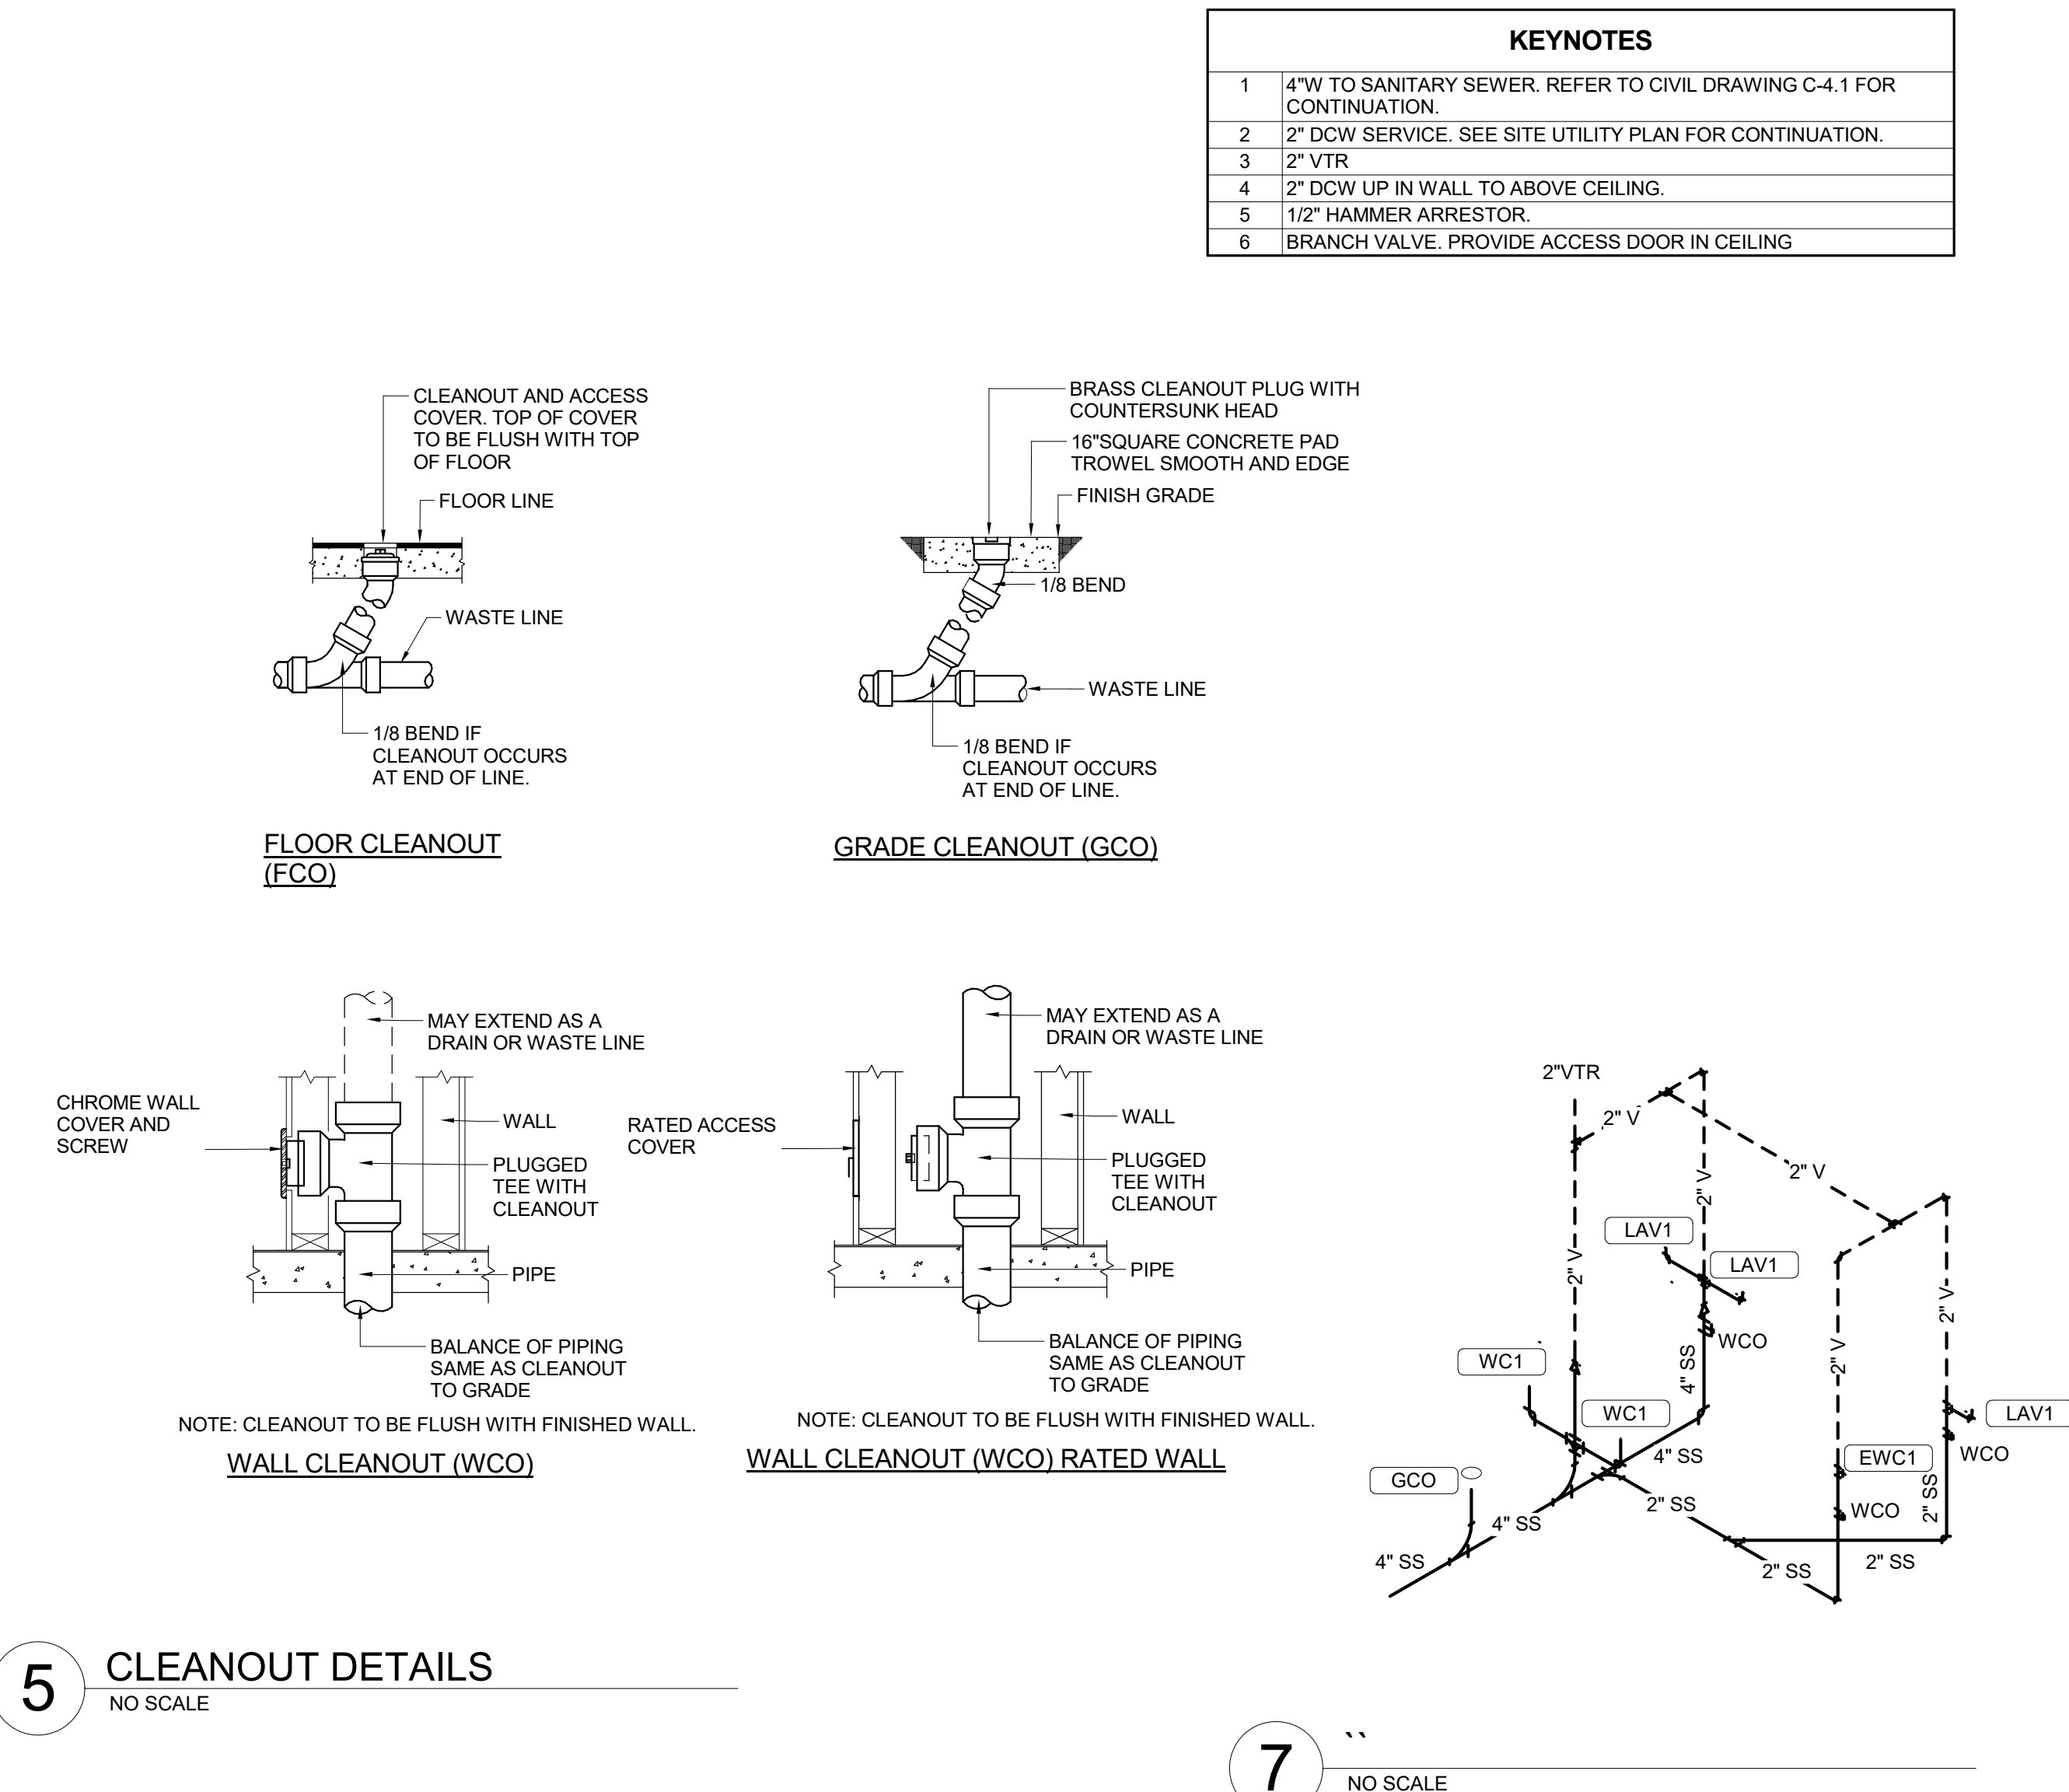 KEYNOTES
1 4"W TO SANITARY SEWER. REFER TO CIVIL DRAWING C-4.1 FOR
CONTINUATION.
2 2" DCW SERVICE. SEE SITE UTILITY PLAN FOR CONTINUATION.
3 2" VTR
4 2" DCW UP IN WALL TO ABOVE CEILING.
5 1/2" HAMMER ARRESTOR.
6 BRANCH VALVE. PROVIDE ACCESS DOOR IN CEILING
CLEANOUT AND ACCESS
COVER. TOP OF COVER
TO BE FLUSH WITH TOP
OF FLOOR
FLOOR LINE
WASTE LINE
1/8 BEND IF
CLEANOUT OCCURS
AT END OF LINE.
FLOOR CLEANOUT
(FCO)
BRASS CLEANOUT PLUG WITH
COUNTERSUNK HEAD
16"SQUARE CONCRETE PAD
TROWEL SMOOTH AND EDGE
FINISH GRADE
1/8 BEND
WASTE LINE
1/8 BEND IF
CLEANOUT OCCURS
AT END OF LINE.
GRADE CLEANOUT (GCO)
MAY EXTEND AS A
DRAIN OR WASTE LINE
CHROME WALL
COVER AND
SCREW
WALL
PLUGGED
TEE WITH
CLEANOUT
PIPE
BALANCE OF PIPING
SAME AS CLEANOUT
TO GRADE
NOTE: CLEANOUT TO BE FLUSH WITH FINISHED WALL.
WALL CLEANOUT (WCO)
MAY EXTEND AS A
DRAIN OR WASTE LINE
RATED ACCESS
COVER
WALL
PLUGGED
TEE WITH
CLEANOUT
PIPE
BALANCE OF PIPING
SAME AS CLEANOUT
TO GRADE
NOTE: CLEANOUT TO BE FLUSH WITH FINISHED WALL.
WALL CLEANOUT (WCO) RATED WALL
2"VTR
2" V
2" V
2" V
LAV1
LAV1
2" V
2" V
2" V
WCO
WC1
4" SS
WC1
LAV1
4" SS
EWC1
WCO
GCO
2" SS
2" SS
WCO
4" SS
4" SS
2" SS
2" SS
5
CLEANOUT DETAILS
NO SCALE
7
``
NO SCALE